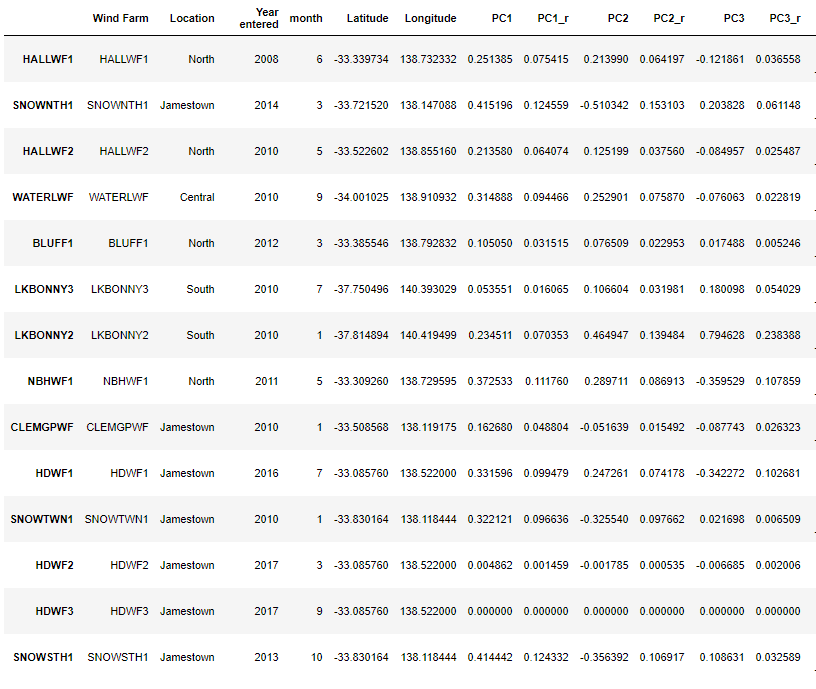 Wind Farm Location Year entered month Latitude Longitude PC1 PC1_r PC2 PC2_r PC3 PC3_r
HALLWF1 HALLWF1 North 2008 6 -33.339734 138.732332 0.251385 0.075415 0.213990 0.064197 -0.121861 0.036558
SNOWNTH1 SNOWNTH1 Jamestown 2014 3 -33.721520 138.147088 0.415196 0.124559 -0.510342 0.153103 0.203828 0.061148
HALLWF2 HALLWF2 North 2010 5 -33.522602 138.855160 0.213580 0.064074 0.125199 0.037560 -0.084957 0.025487
WATERLWF WATERLWF Central 2010 9 -34.001025 138.910932 0.314888 0.094466 0.252901 0.075870 -0.076063 0.022819
BLUFF1 BLUFF1 North 2012 3 -33.385546 138.792832 0.105050 0.031515 0.076509 0.022953 0.017488 0.005246
LKBONNY3 LKBONNY3 South 2010 7 -37.750496 140.393029 0.053551 0.016065 0.106604 0.031981 0.180098 0.054029
LKBONNY2 LKBONNY2 South 2010 1 -37.814894 140.419499 0.234511 0.070353 0.464947 0.139484 0.794628 0.238388
NBHWF1 NBHWF1 North 2011 5 -33.309260 138.729595 0.372533 0.111760 0.289711 0.086913 -0.359529 0.107859
CLEMGPWF CLEMGPWF Jamestown 2010 1 -33.508568 138.119175 0.162680 0.048804 -0.051639 0.015492 -0.087743 0.026323
HDWF1 HDWF1 Jamestown 2016 7 -33.085760 138.522000 0.331596 0.099479 0.247261 0.074178 -0.342272 0.102681
SNOWTWN1 SNOWTWN1 Jamestown 2010 1 -33.830164 138.118444 0.322121 0.096636 -0.325540 0.097662 0.021698 0.006509
HDWF2 HDWF2 Jamestown 2017 3 -33.085760 138.522000 0.004862 0.001459 -0.001785 0.000535 -0.006685 0.002006
HDWF3 HDWF3 Jamestown 2017 9 -33.085760 138.522000 0.000000 0.000000 0.000000 0.000000 0.000000 0.000000
SNOWSTH1 SNOWSTH1 Jamestown 2013 10 -33.830164 138.118444 0.414442 0.124332 -0.356392 0.106917 0.108631 0.032589